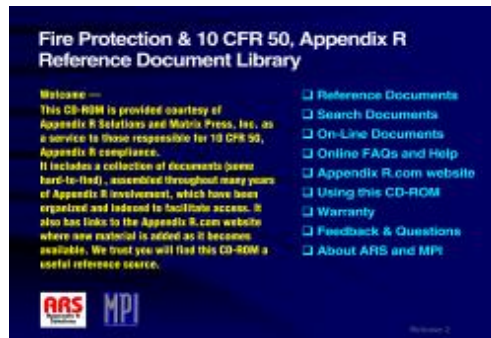 Fire Protection & 10 CFR 50, Appendix R
Reference Document Library
Welcome —
This CD-ROM is provided courtesy of
Appendix R Solutions and Matrix Press, Inc. as
a service to those responsible for 10 CFR 50,
Appendix R compliance.
It includes a collection of documents (some
hard-to-find), assembled throughout many years
of Appendix R involvement, which have been
organized and indexed to facilitate access. It
also has links to the Appendix R.com website
where new material is added as it becomes
available. We trust you will find this CD-ROM a
useful reference source.
❑ Reference Documents
❑ Search Documents
❑ On-Line Documents
❑ Online FAQs and Help
❑ Appendix R.com website
❑ Using this CD-ROM
❑ Warranty
❑ Feedback & Questions
❑ About ARS and MPI
ARS
Appendix R
Solutions
MPI
Release 2